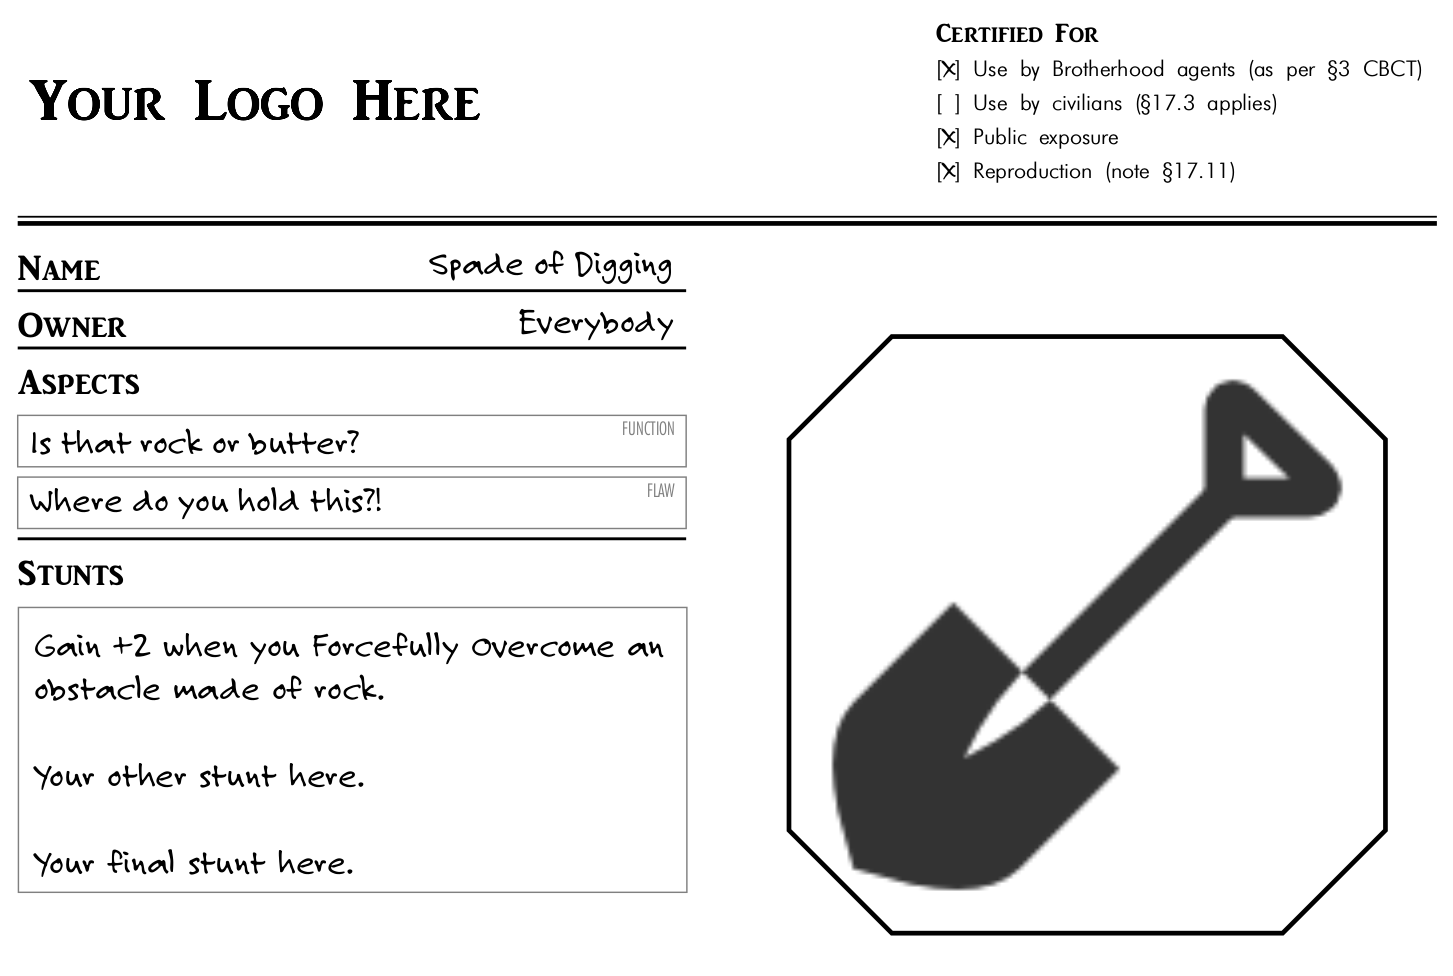 Your Logo Here
Certified For
[X] Use by Brotherhood agents (as per §3 CBCT)
[ ] Use by civilians (§17.3 applies)
[X] Public exposure
[X] Reproduction (note §17.11)
Name Spade of Digging
Owner Everybody
Aspects
Is that rock or butter? FUNCTION
Where do you hold this?! FLAW
Stunts
Gain +2 when you Forcefully Overcome an
obstacle made of rock.
Your other stunt here.
Your final stunt here.